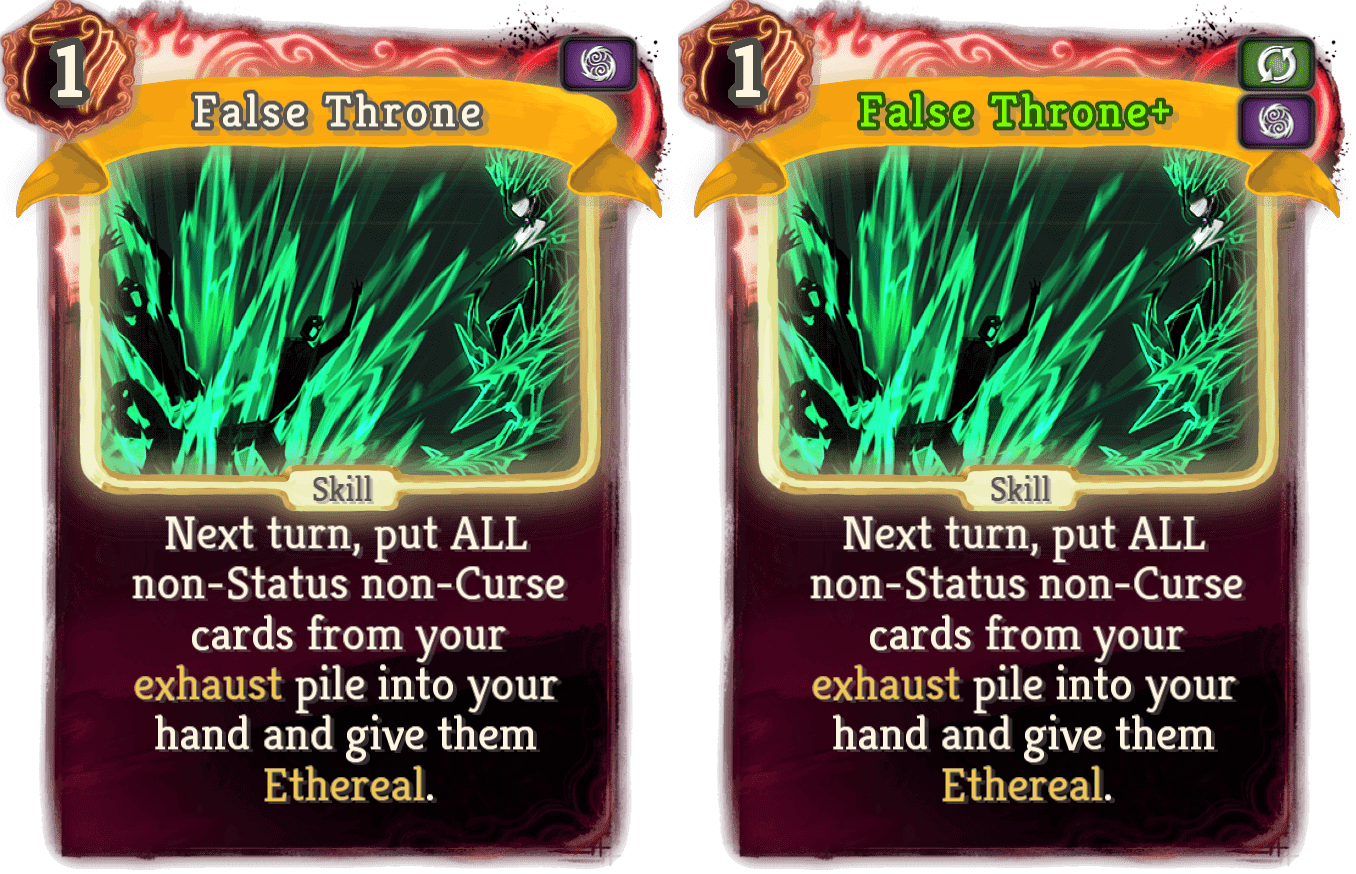 1
False Throne
Skill
Next turn, put ALL
non-Status non-Curse
cards from your
exhaust pile into your
hand and give them
Ethereal.
1
False Throne+
Skill
Next turn, put ALL
non-Status non-Curse
cards from your
exhaust pile into your
hand and give them
Ethereal.